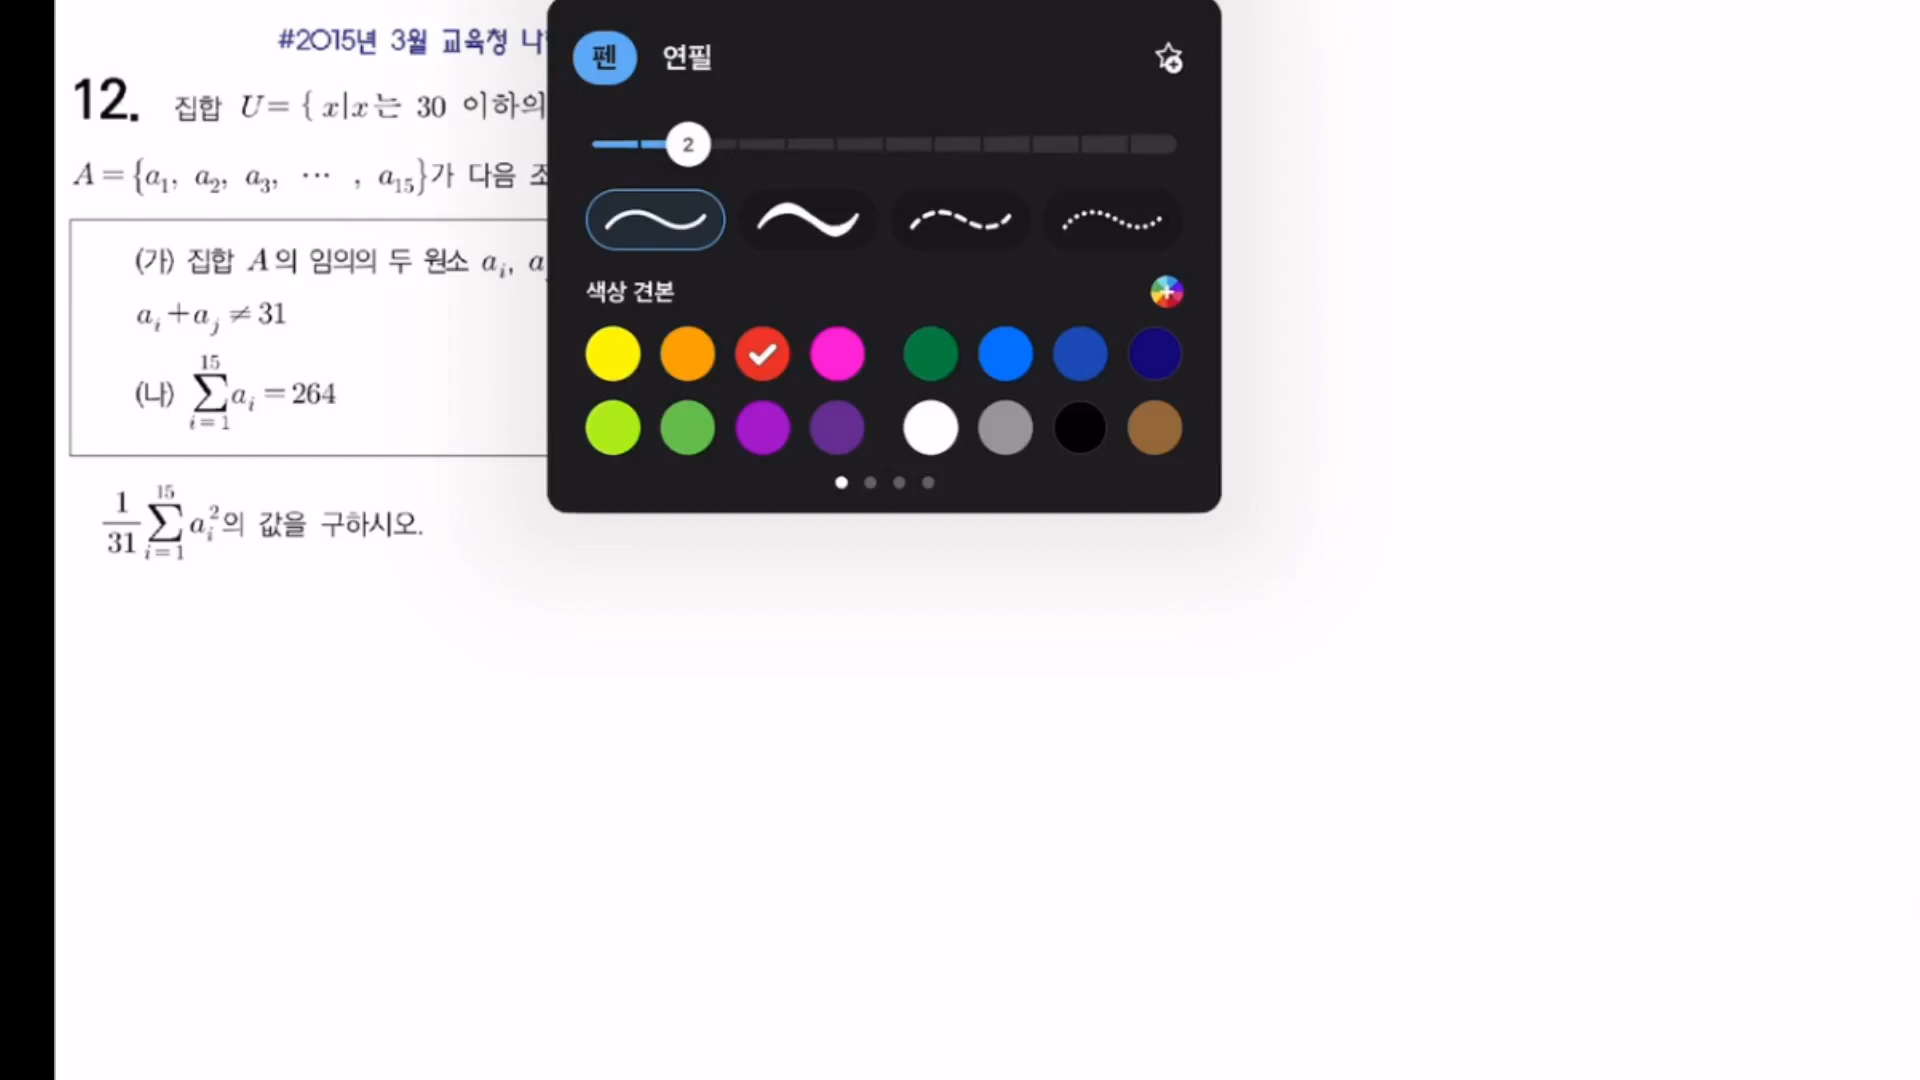 #2015년 3월 교육청 나
12. 집합 U= { x|x는 30 이하의
A={a₁, a₂, a₃, ⋯ , a₁₅}가 다음 조
(가) 집합 A의 임의의 두 원소 aᵢ, a
aᵢ+aⱼ≠31
(나) \sum_{i=1}^{15} aᵢ=264
\frac{1}{31}\sum_{i=1}^{15} aᵢ²의 값을 구하시오.
펜 연필
2
색상 견본